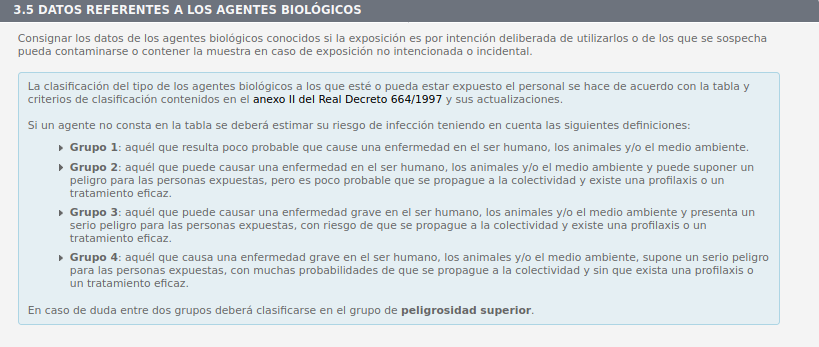 3.5 DATOS REFERENTES A LOS AGENTES BIOLÓGICOS
Consignar los datos de los agentes biológicos conocidos si la exposición es por intención deliberada de utilizarlos o de los que se sospecha
pueda contaminarse o contener la muestra en caso de exposición no intencionada o incidental.
La clasificación del tipo de los agentes biológicos a los que esté o pueda estar expuesto el personal se hace de acuerdo con la tabla y
criterios de clasificación contenidos en el anexo II del Real Decreto 664/1997 y sus actualizaciones.
Si un agente no consta en la tabla se deberá estimar su riesgo de infección teniendo en cuenta las siguientes definiciones:
Grupo 1: aquél que resulta poco probable que cause una enfermedad en el ser humano, los animales y/o el medio ambiente.
Grupo 2: aquél que puede causar una enfermedad en el ser humano, los animales y/o el medio ambiente y puede suponer un
peligro para las personas expuestas, pero es poco probable que se propague a la colectividad y existe una profilaxis o un
tratamiento eficaz.
Grupo 3: aquél que puede causar una enfermedad grave en el ser humano, los animales y/o el medio ambiente y presenta un
serio peligro para las personas expuestas, con riesgo de que se propague a la colectividad y existe una profilaxis o un
tratamiento eficaz.
Grupo 4: aquél que causa una enfermedad grave en el ser humano, los animales y/o el medio ambiente, supone un serio peligro
para las personas expuestas, con muchas probabilidades de que se propague a la colectividad y sin que exista una profilaxis o
un tratamiento eficaz.
En caso de duda entre dos grupos deberá clasificarse en el grupo de peligrosidad superior.